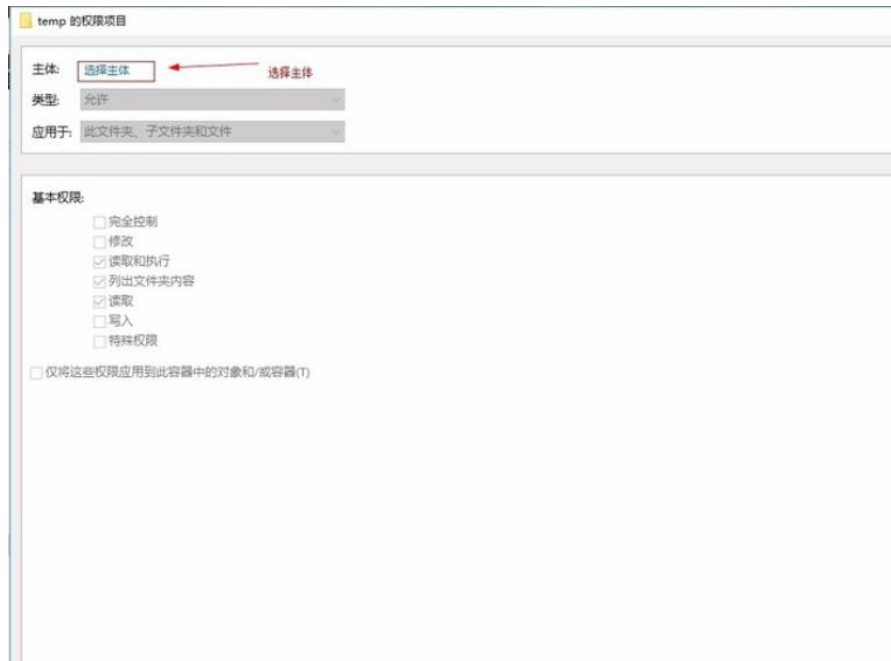 temp 的权限项目
主体: 选择主体 选择主体
类型: 允许
应用于: 此文件夹、子文件夹和文件
基本权限:
完全控制
修改
读取和执行
列出文件夹内容
读取
写入
特殊权限
仅将这些权限应用到此容器中的对象和/或容器(T)